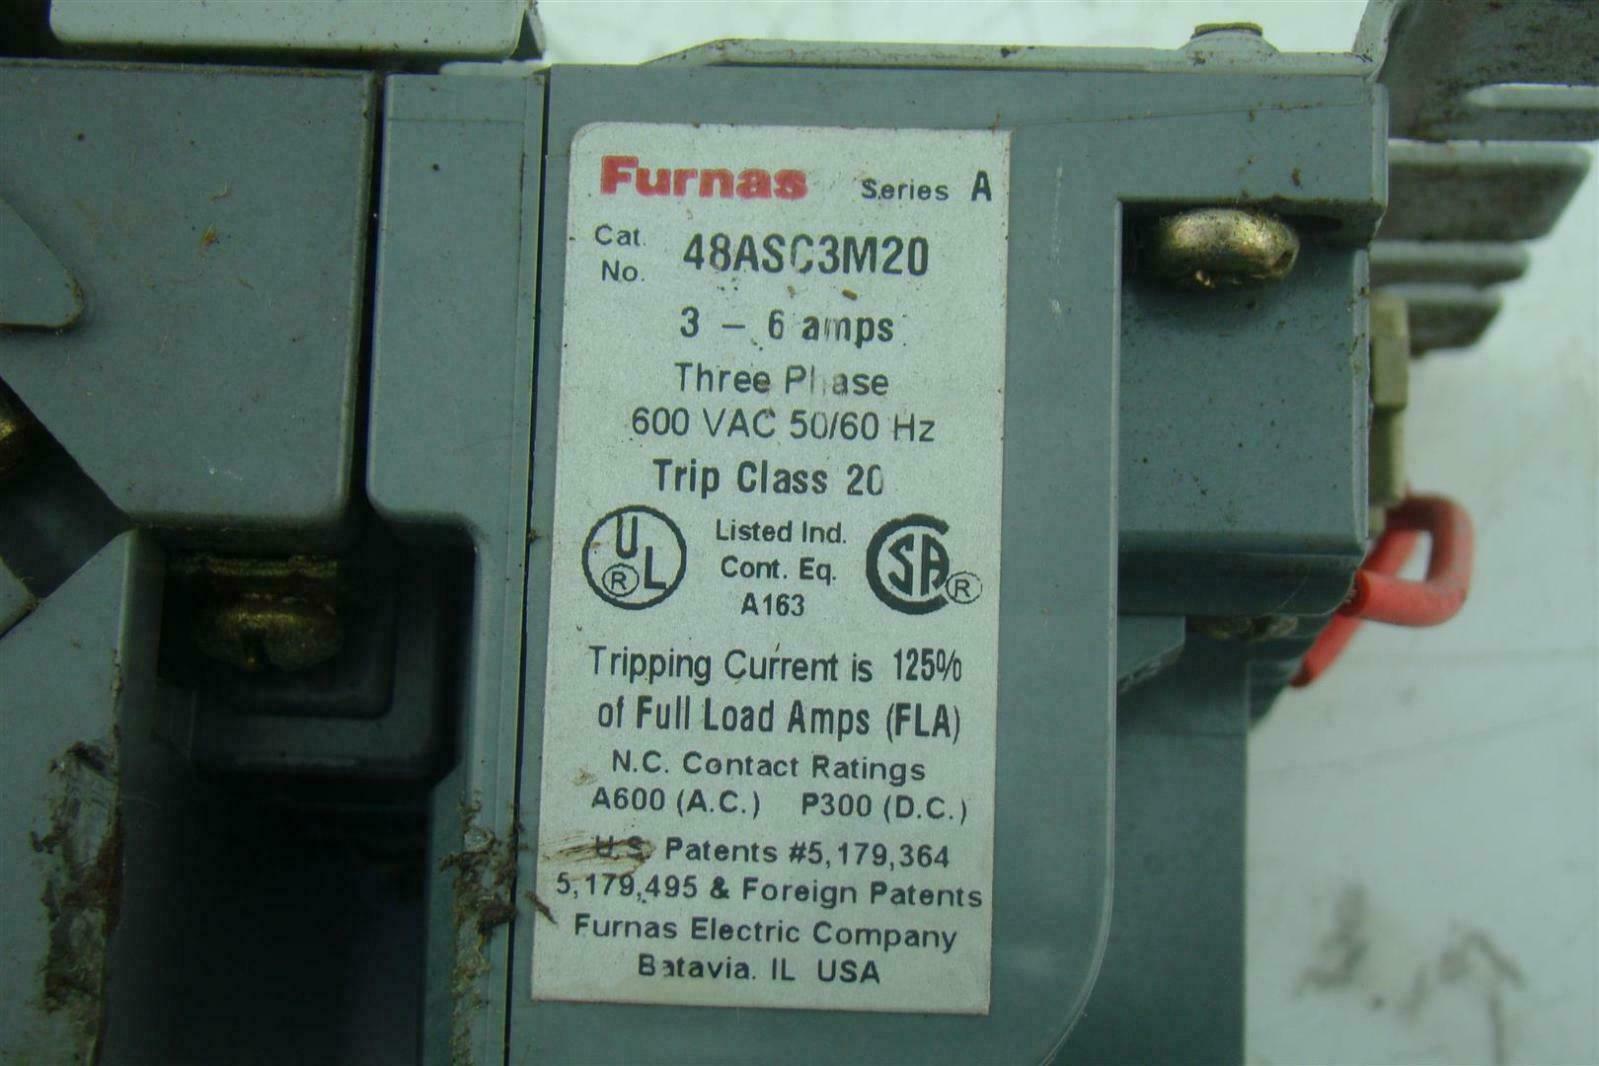 Furnas Series A
Cat. No. 48ASC3M20
3 - 6 amps
Three Phase
600 VAC 50/60 Hz
Trip Class 20
UL ® Listed Ind. Cont. Eq. A163 CSA ®
Tripping Current is 125%
of Full Load Amps (FLA)
N.C. Contact Ratings
A600 (A.C.) P300 (D.C.)
U.S. Patents #5,179,364
5,179,495 & Foreign Patents
Furnas Electric Company
Batavia. IL USA